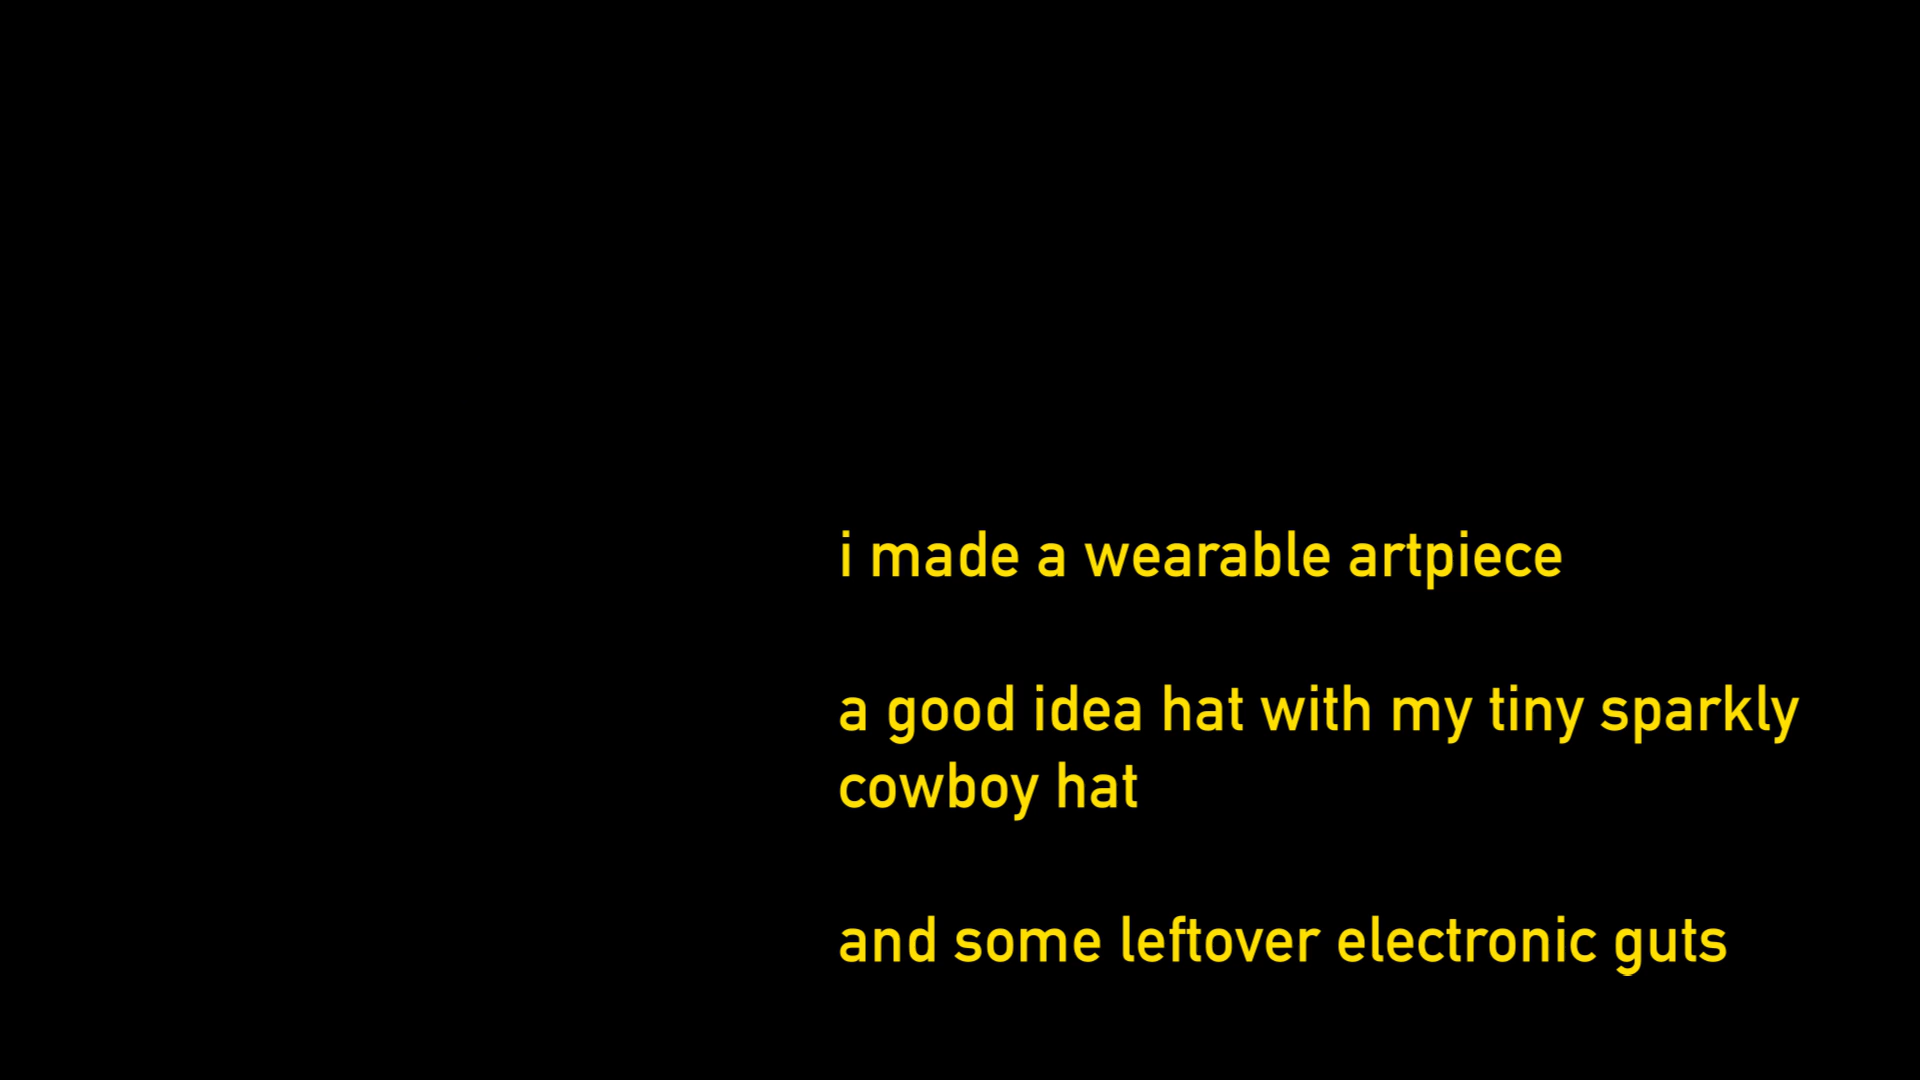 i made a wearable artpiece
a good idea hat with my tiny sparkly
cowboy hat
and some leftover electronic guts